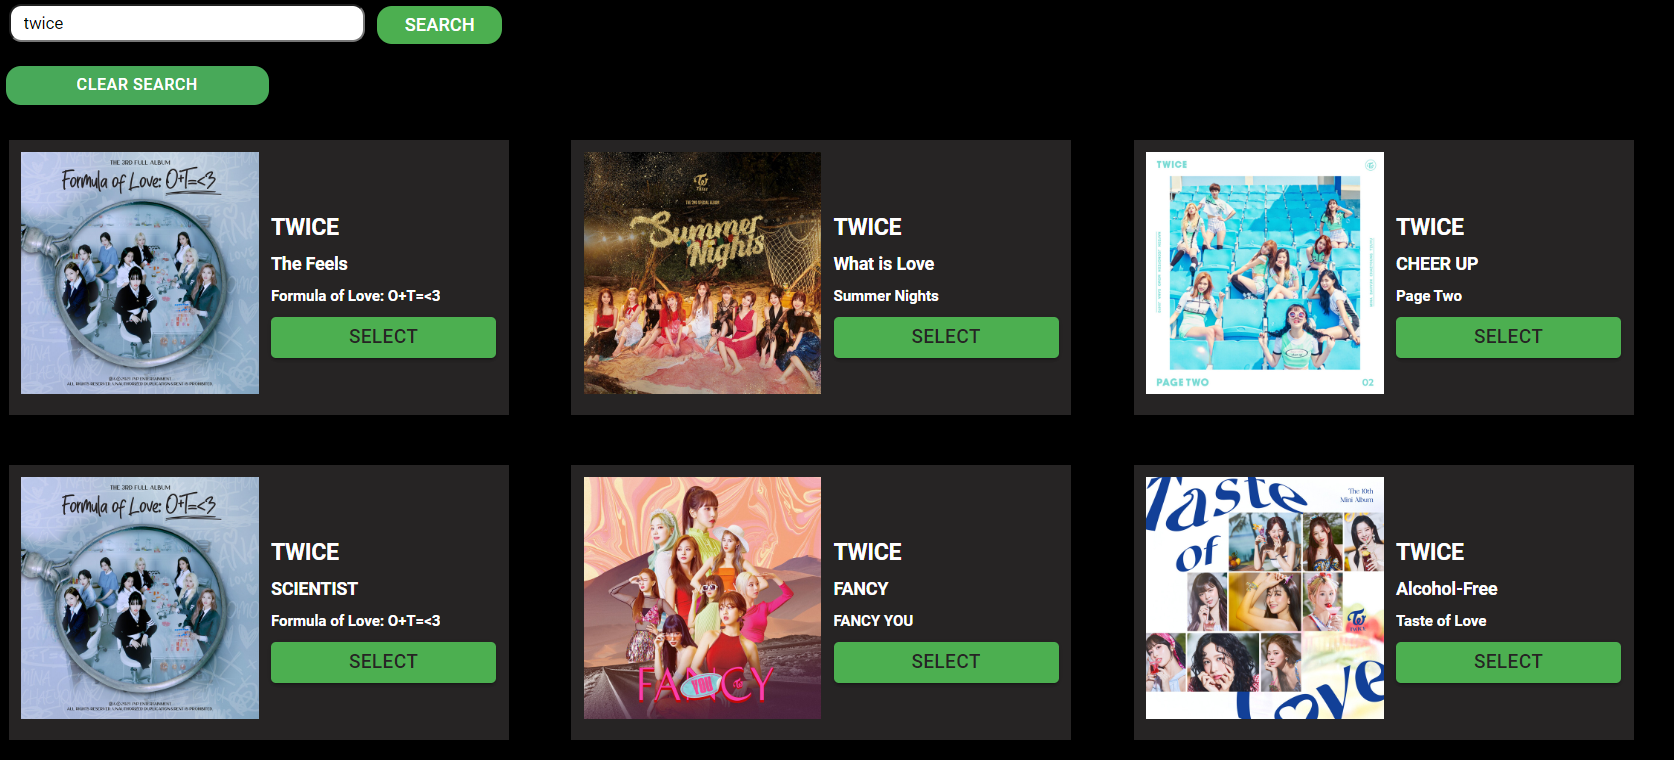 twice
SEARCH
CLEAR SEARCH
THE 3RD FULL ALBUM
Formula of Love: O+T=<3
TWICE
The Feels
Formula of Love: O+T=<3
SELECT
Summer
Nights
TWICE
What is Love
Summer Nights
SELECT
TWICE
PAGE TWO
02
TWICE
CHEER UP
Page Two
SELECT
THE 3RD FULL ALBUM
Formula of Love: O+T=<3
TWICE
SCIENTIST
Formula of Love: O+T=<3
SELECT
FANCY
YOU
TWICE
FANCY
FANCY YOU
SELECT
Taste
of
Love
The 10th
Mini Album
TWICE
Alcohol-Free
Taste of Love
SELECT